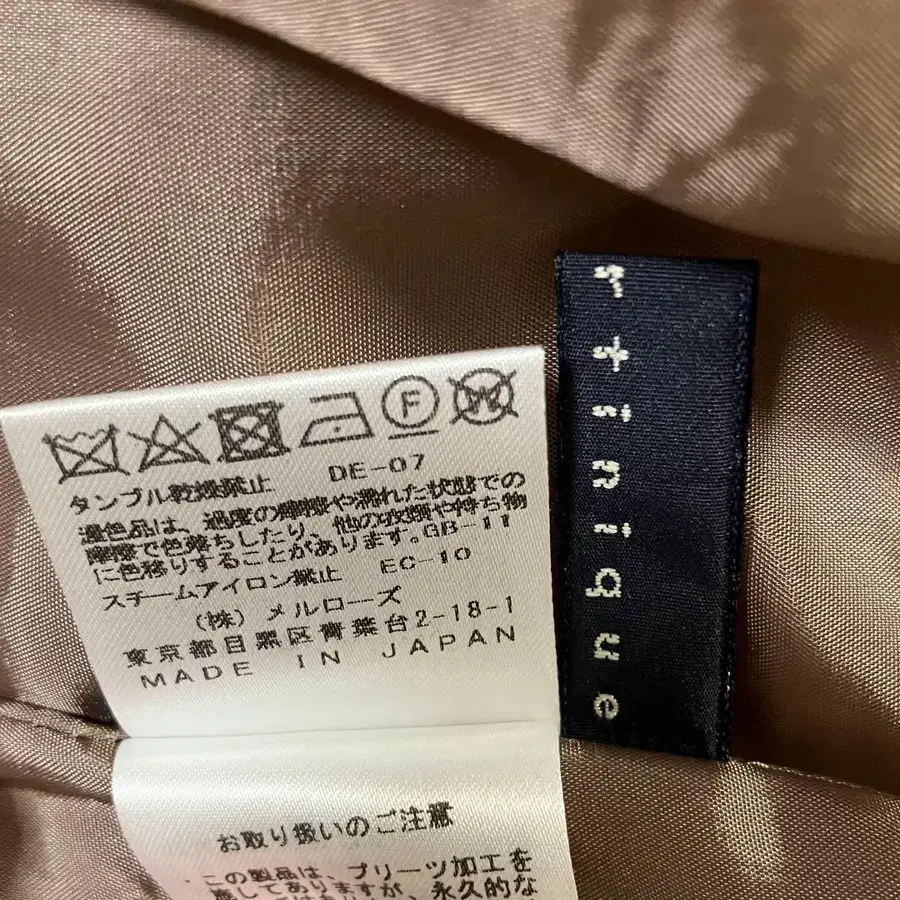 F W
タンブル乾燥禁止 DE-07
濃色品は、過度の摩擦や濡れた状態での
摩擦で色落ちしたり、他の衣類や持ち物
に色移りすることがあります。GB-11
スチームアイロン禁止 EC-10
(株) メルローズ
東京都目黒区青葉台2-18-1
MADE IN JAPAN
お取り扱いのご注意
この製品は、プリーツ加工を
施してありますが、永久的な
rtinique